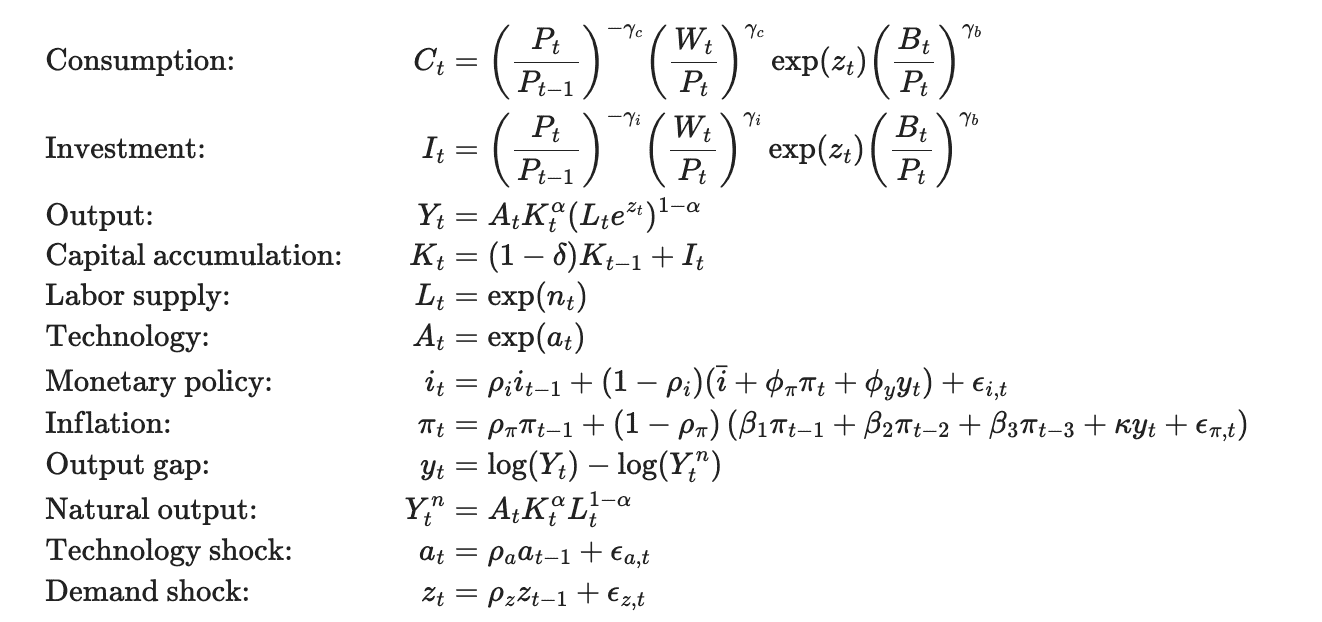 Consumption: C_t = (P_t / P_{t−1})^{−γ_c} (W_t / P_t)^{γ_c} exp(z_t) (B_t / P_t)^{γ_b}
Investment: I_t = (P_t / P_{t−1})^{−γ_i} (W_t / P_t)^{γ_i} exp(z_t) (B_t / P_t)^{γ_b}
Output: Y_t = A_t K_t^α (L_t e^{z_t})^{1−α}
Capital accumulation: K_t = (1 − δ)K_{t−1} + I_t
Labor supply: L_t = exp(n_t)
Technology: A_t = exp(a_t)
Monetary policy: i_t = ρ_i i_{t−1} + (1 − ρ_i)(i̅ + ϕ_π π_t + ϕ_y y_t) + ϵ_{i,t}
Inflation: π_t = ρ_π π_{t−1} + (1 − ρ_π) (β_1 π_{t−1} + β_2 π_{t−2} + β_3 π_{t−3} + κy_t + ϵ_{π,t})
Output gap: y_t = log(Y_t) − log(Y_t^n)
Natural output: Y_t^n = A_t K_t^α L_t^{1−α}
Technology shock: a_t = ρ_a a_{t−1} + ϵ_{a,t}
Demand shock: z_t = ρ_z z_{t−1} + ϵ_{z,t}